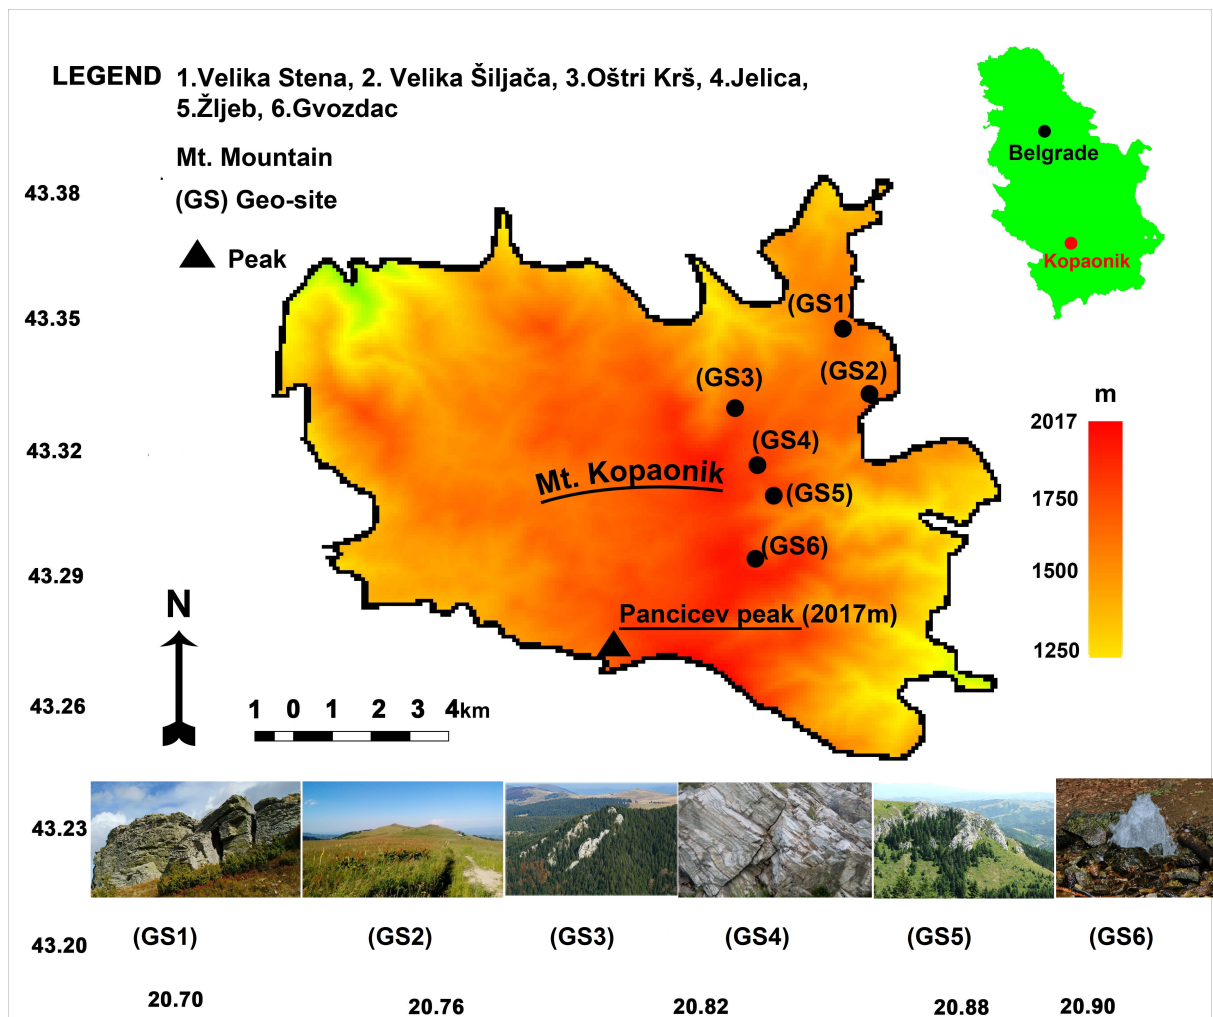 LEGEND 1.Velika Stena, 2. Velika Šiljača, 3.Oštri Krš, 4.Jelica,
5.Žljeb, 6.Gvozdac
Mt. Mountain
(GS) Geo-site
Peak
Belgrade
Kopaonik
43.38
43.35
43.32
43.29
43.26
43.23
43.20
(GS1)
(GS2)
(GS3)
(GS4)
(GS5)
(GS6)
Mt. Kopaonik
Pancicev peak (2017m)
m
2017
1750
1500
1250
N
1 0 1 2 3 4km
(GS1) (GS2) (GS3) (GS4) (GS5) (GS6)
20.70 20.76 20.82 20.88 20.90